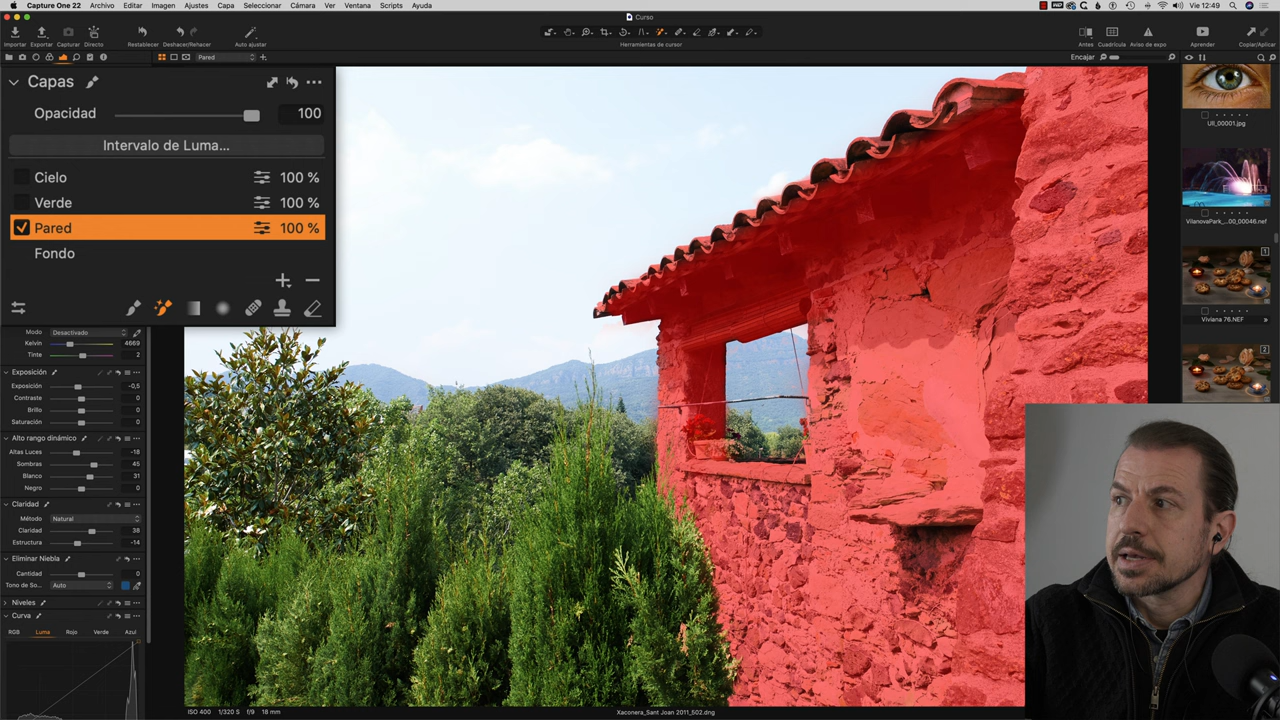 Capture One 22 Archivo Editar Imagen Ajustes Capa Seleccionar Cámara Ver Ventana Scripts Ayuda
Vie 12:49
Curso
Importar Exportar Capturar Directo Restablecer Deshacer/Rehacer Auto ajustar
Herramientas de cursor
Antes Cuadrícula Aviso de expo Aprender Copiar/Aplicar
Pared
Encajar
Capas
Opacidad 100
Intervalo de Luma...
Cielo 100 %
Verde 100 %
Pared 100 %
Fondo
Modo Desactivado
Kelvin 4669
Tinte 2
Exposición
Exposición -0,5
Contraste 0
Brillo 0
Saturación 0
Alto rango dinámico
Altas Luces -18
Sombras 45
Blanco 31
Negro 0
Claridad
Método Natural
Claridad 38
Estructura -14
Eliminar Niebla
Cantidad 0
Tono de So... Auto
Niveles
Curva
RGB Luma Rojo Verde Azul
ISO 400 1/320 S f/9 18 mm
Xaconera_Sant Joan 2011_502.dng
Ull_00001.jpg
VilanovaPark_...00_00046.nef
1
Viviana 76.NEF
2